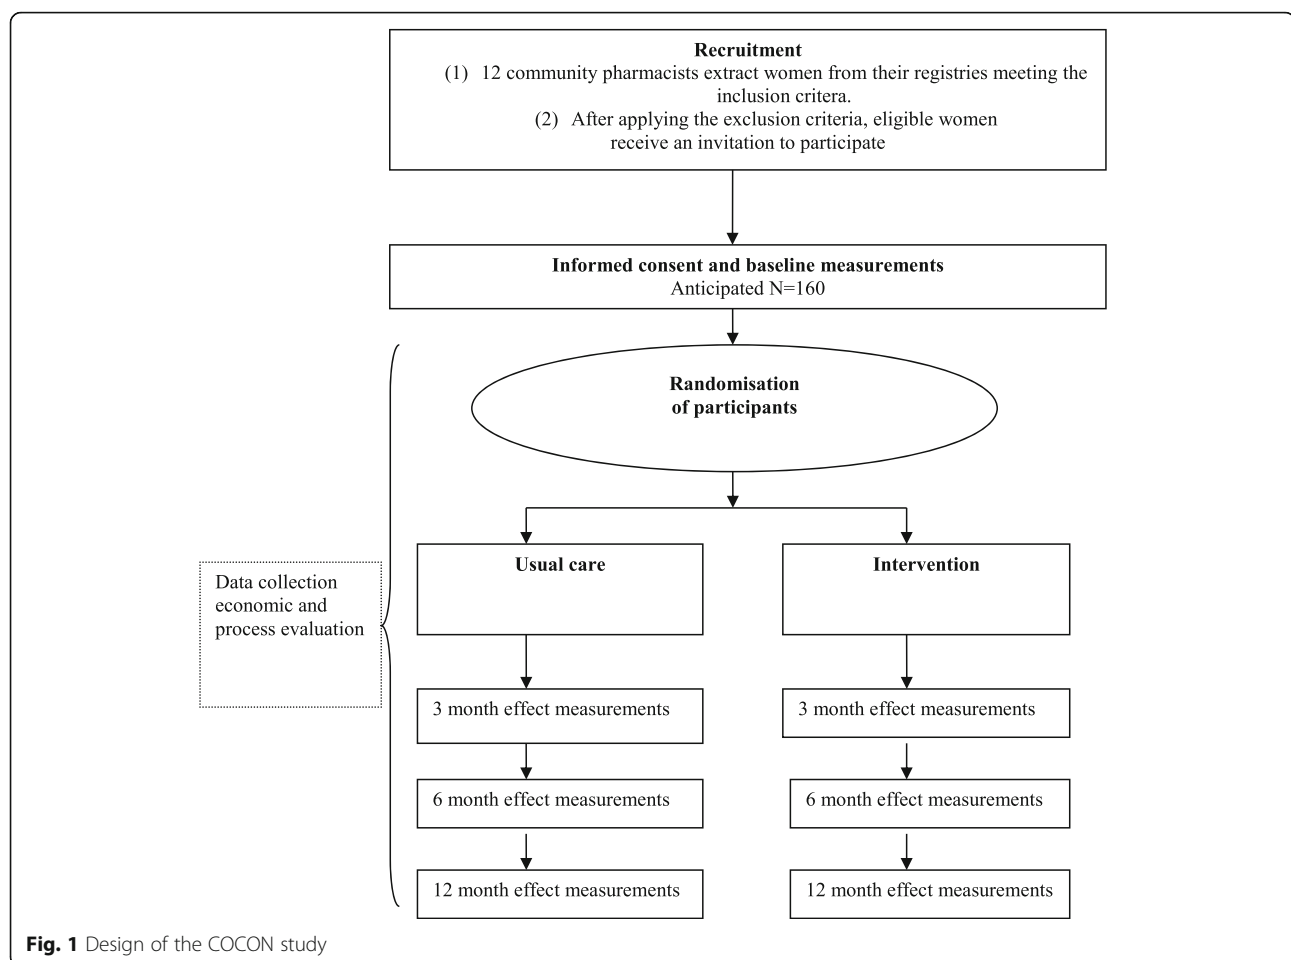 Recruitment
(1) 12 community pharmacists extract women from their registries meeting the
inclusion critera.
(2) After applying the exclusion criteria, eligible women
receive an invitation to participate
Informed consent and baseline measurements
Anticipated N=160
Randomisation
of participants
Usual care
Intervention
Data collection
economic and
process evaluation
3 month effect measurements
3 month effect measurements
6 month effect measurements
6 month effect measurements
12 month effect measurements
12 month effect measurements
Fig. 1 Design of the COCON study